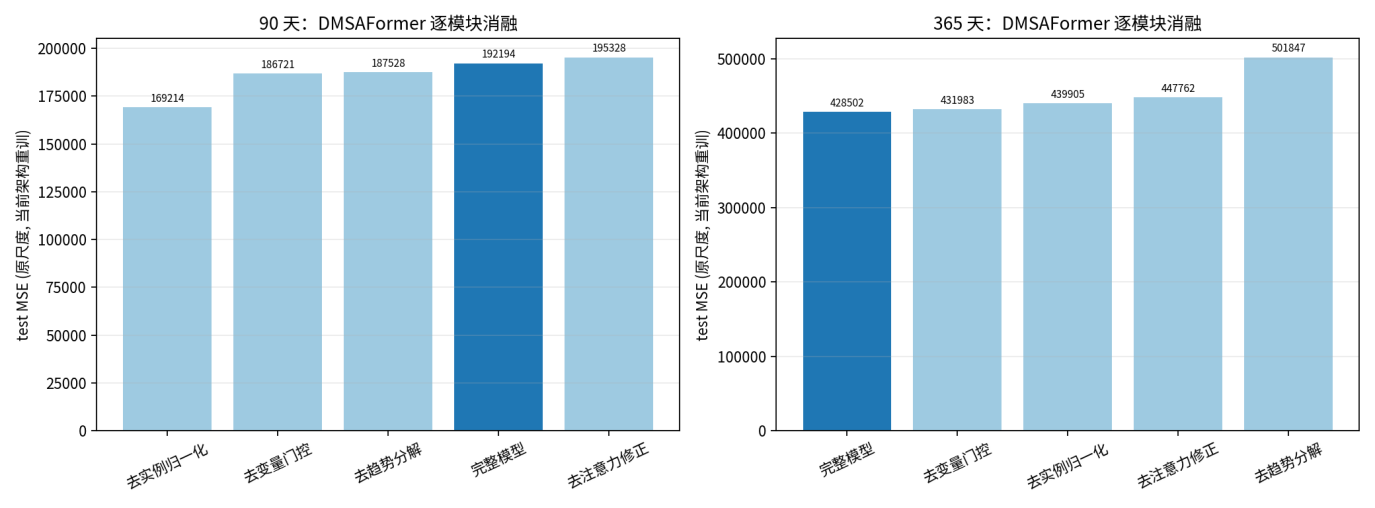 90 天：DMSAFormer 逐模块消融
test MSE (原尺度, 当前架构重训)
200000
175000
150000
125000
100000
75000
50000
25000
0
169214
186721
187528
192194
195328
去实例归一化
去变量门控
去趋势分解
完整模型
去注意力修正
365 天：DMSAFormer 逐模块消融
test MSE (原尺度, 当前架构重训)
500000
400000
300000
200000
100000
0
428502
431983
439905
447762
501847
完整模型
去变量门控
去实例归一化
去注意力修正
去趋势分解